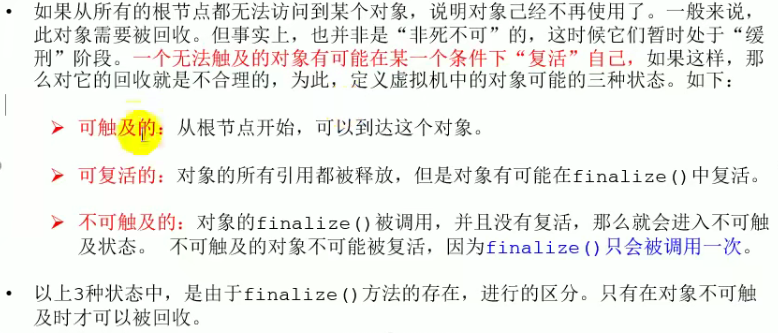 • 如果从所有的根节点都无法访问到某个对象，说明对象己经不再使用了。一般来说，
此对象需要被回收。但事实上，也并非是“非死不可”的，这时候它们暂时处于“缓
刑”阶段。一个无法触及的对象有可能在某一个条件下“复活”自己，如果这样，那
么对它的回收就是不合理的，为此，定义虚拟机中的对象可能的三种状态。如下：
➢ 可触及的：从根节点开始，可以到达这个对象。
➢ 可复活的：对象的所有引用都被释放，但是对象有可能在finalize()中复活。
➢ 不可触及的：对象的finalize()被调用，并且没有复活，那么就会进入不可触
及状态。 不可触及的对象不可能被复活，因为finalize()只会被调用一次。
• 以上3种状态中，是由于finalize()方法的存在，进行的区分。只有在对象不可触
及时才可以被回收。